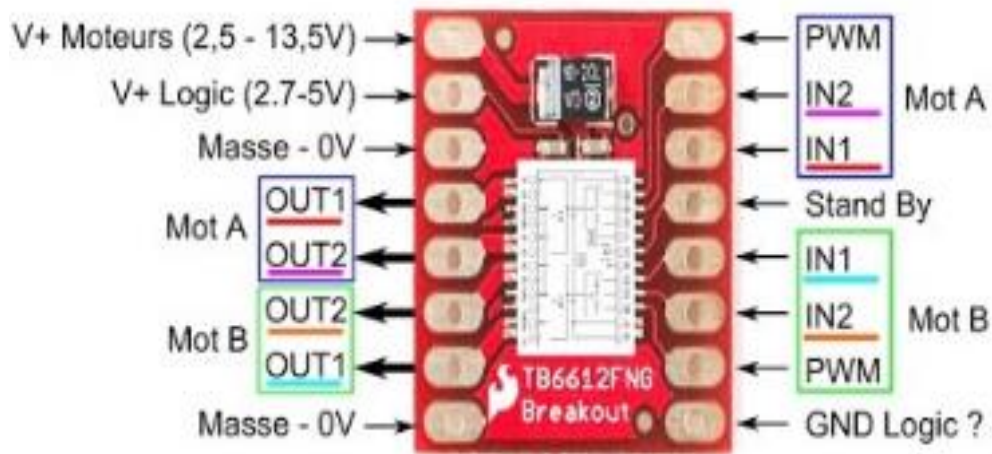 V+ Moteurs (2,5 - 13,5V)
V+ Logic (2.7-5V)
Masse - 0V
Mot A
OUT1
OUT2
Mot B
OUT2
OUT1
Masse - 0V
TB6612FNG
Breakout
PWM
IN2
IN1
Mot A
Stand By
IN1
IN2
PWM
Mot B
GND Logic ?